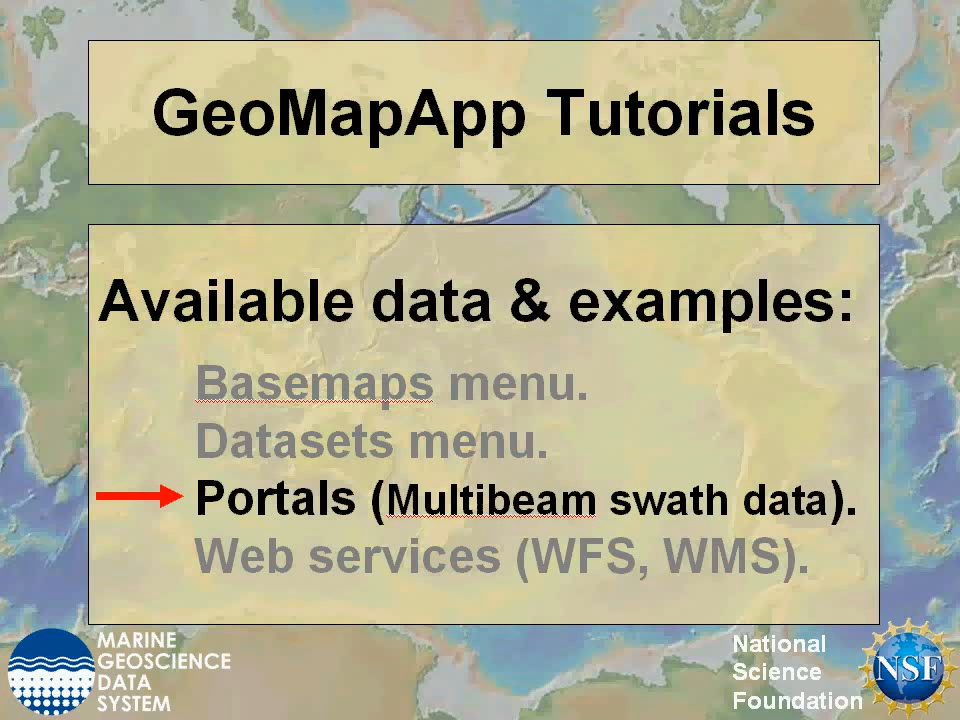 GeoMapApp Tutorials
Available data & examples:
Basemaps menu.
Datasets menu.
Portals (Multibeam swath data).
Web services (WFS, WMS).
MARINE
GEOSCIENCE
DATA
SYSTEM
National
Science
Foundation
NSF